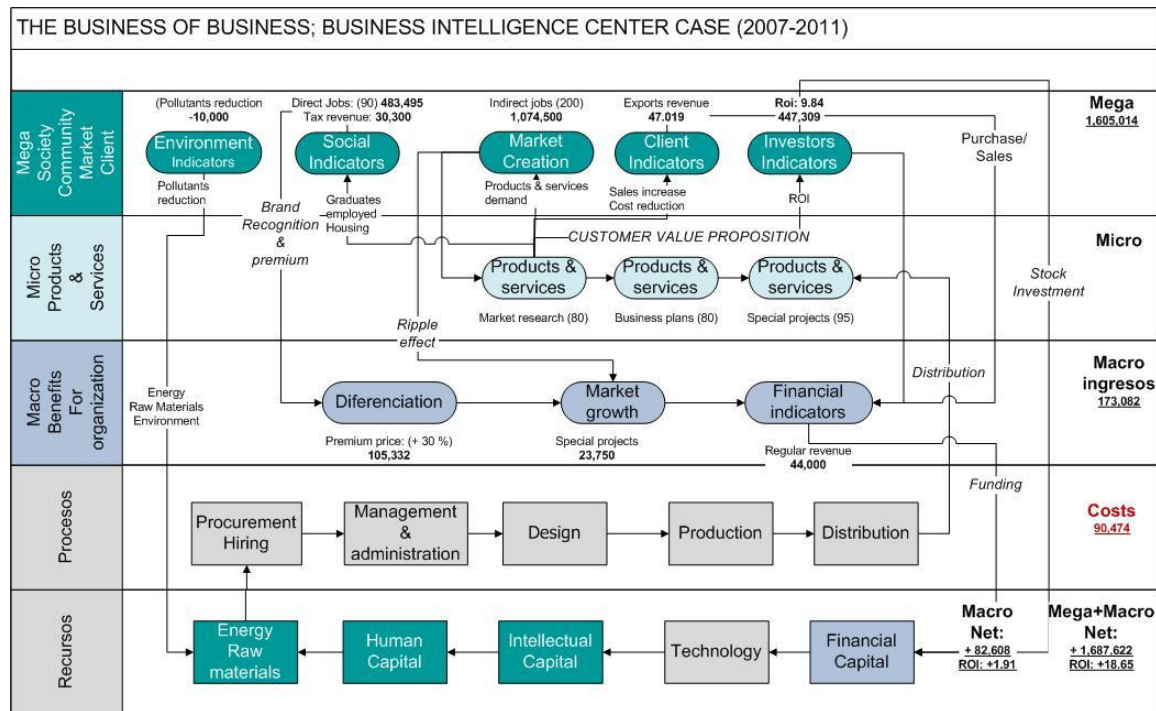 THE BUSINESS OF BUSINESS; BUSINESS INTELLIGENCE CENTER CASE (2007-2011)
Mega
Society
Community
Market
Client
(Pollutants reduction
-10,000
Environment
Indicators
Pollutants
reduction
Direct Jobs: (90) 483,495
Tax revenue: 30,300
Social
Indicators
Graduates
employed
Housing
Indirect jobs (200)
1,074,500
Market
Creation
Products & services
demand
Exports revenue
47.019
Client
Indicators
Sales increase
Cost reduction
Roi: 9.84
447,309
Investors
Indicators
ROI
Purchase/
Sales
Mega
1,605,014
Brand
Recognition
&
premium
Micro
Products
&
Services
CUSTOMER VALUE PROPOSITION
Products &
services
Market research (80)
Products &
services
Business plans (80)
Products &
services
Special projects (95)
Stock
Investment
Micro
Ripple
effect
Macro
Benefits
For
organization
Energy
Raw Materials
Environment
Diferenciation
Premium price: (+ 30 %)
105,332
Market
growth
Special projects
23,750
Financial
indicators
Regular revenue
44,000
Distribution
Macro
ingresos
173,082
Funding
Procesos
Procurement
Hiring
Management
&
administration
Design
Production
Distribution
Costs
90,474
Recursos
Energy
Raw
materials
Human
Capital
Intellectual
Capital
Technology
Financial
Capital
Macro
Net:
+ 82,608
ROI: +1.91
Mega+Macro
Net:
+ 1,687,622
ROI: +18.65